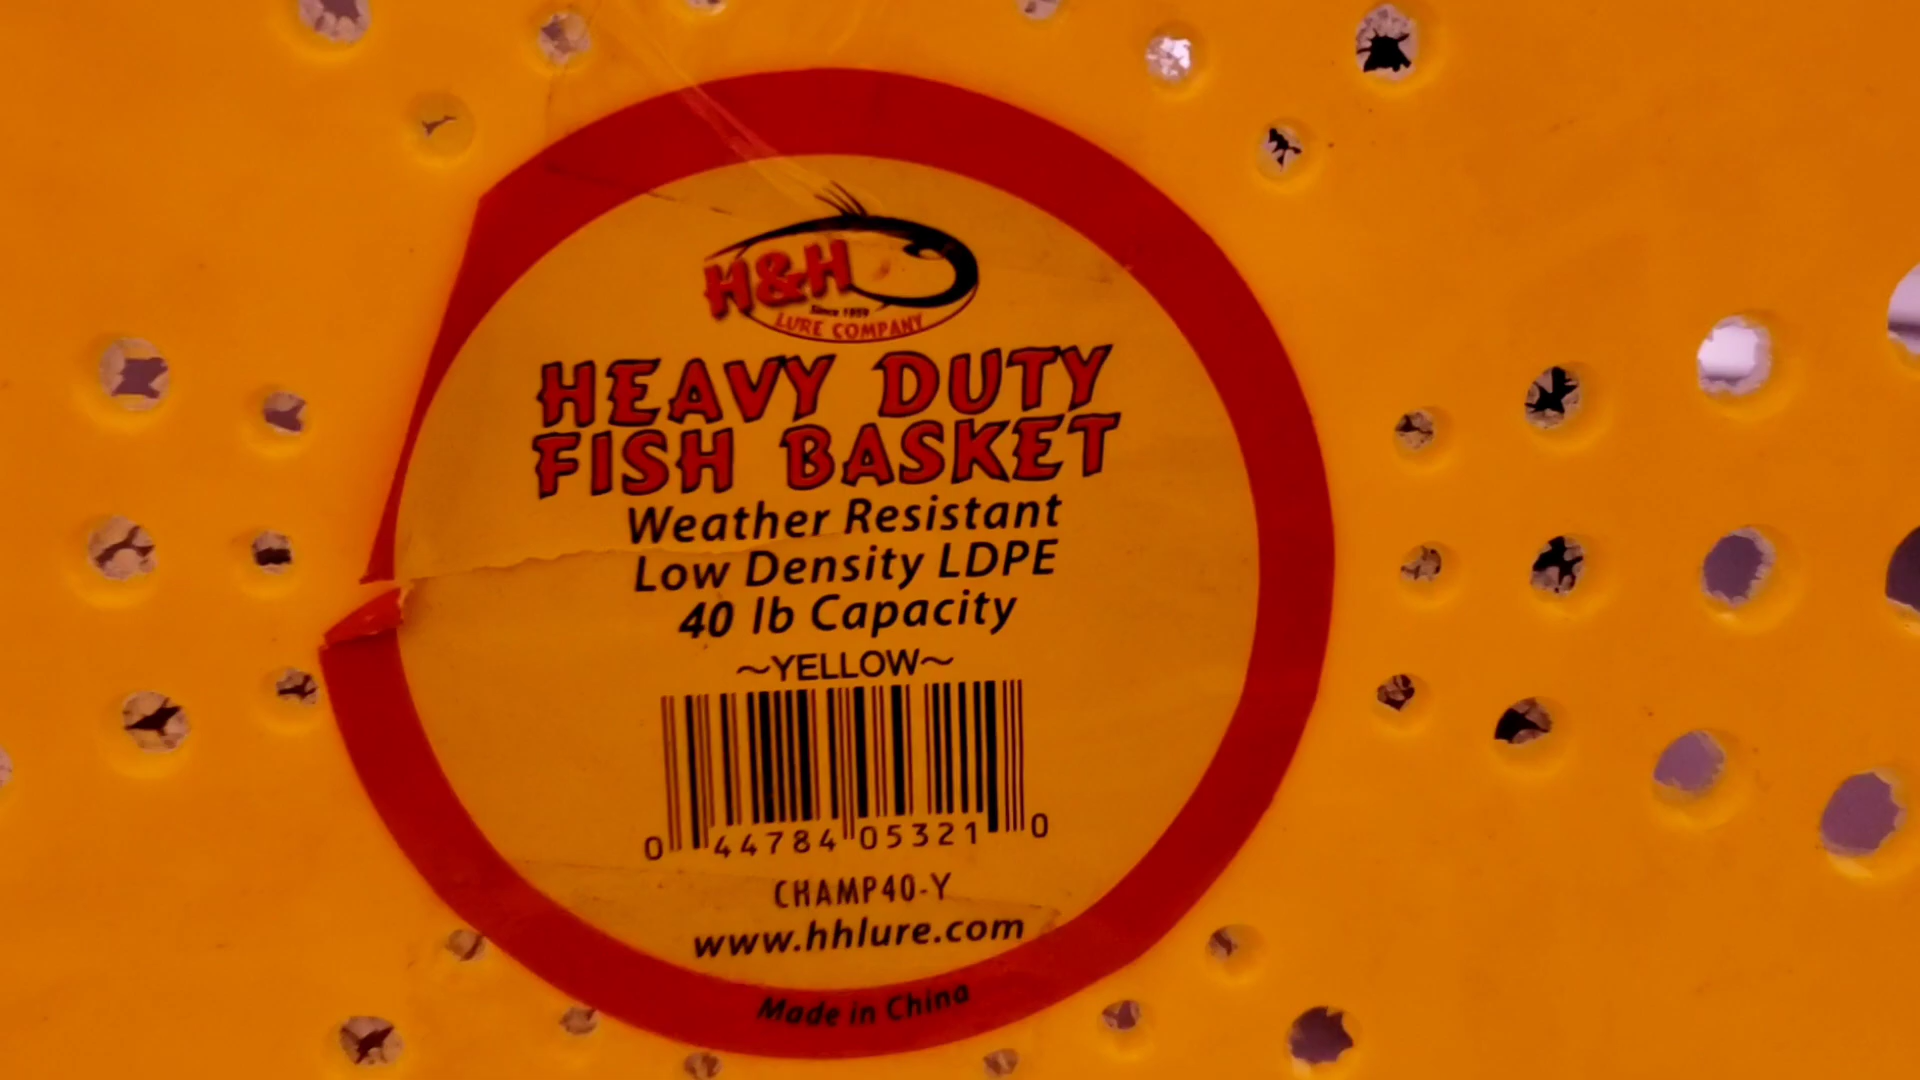 H&H
Since 1959
LURE COMPANY
HEAVY DUTY
FISH BASKET
Weather Resistant
Low Density LDPE
40 lb Capacity
~YELLOW~
0 44784 05321 0
CHAMP40-Y
www.hhlure.com
Made in China